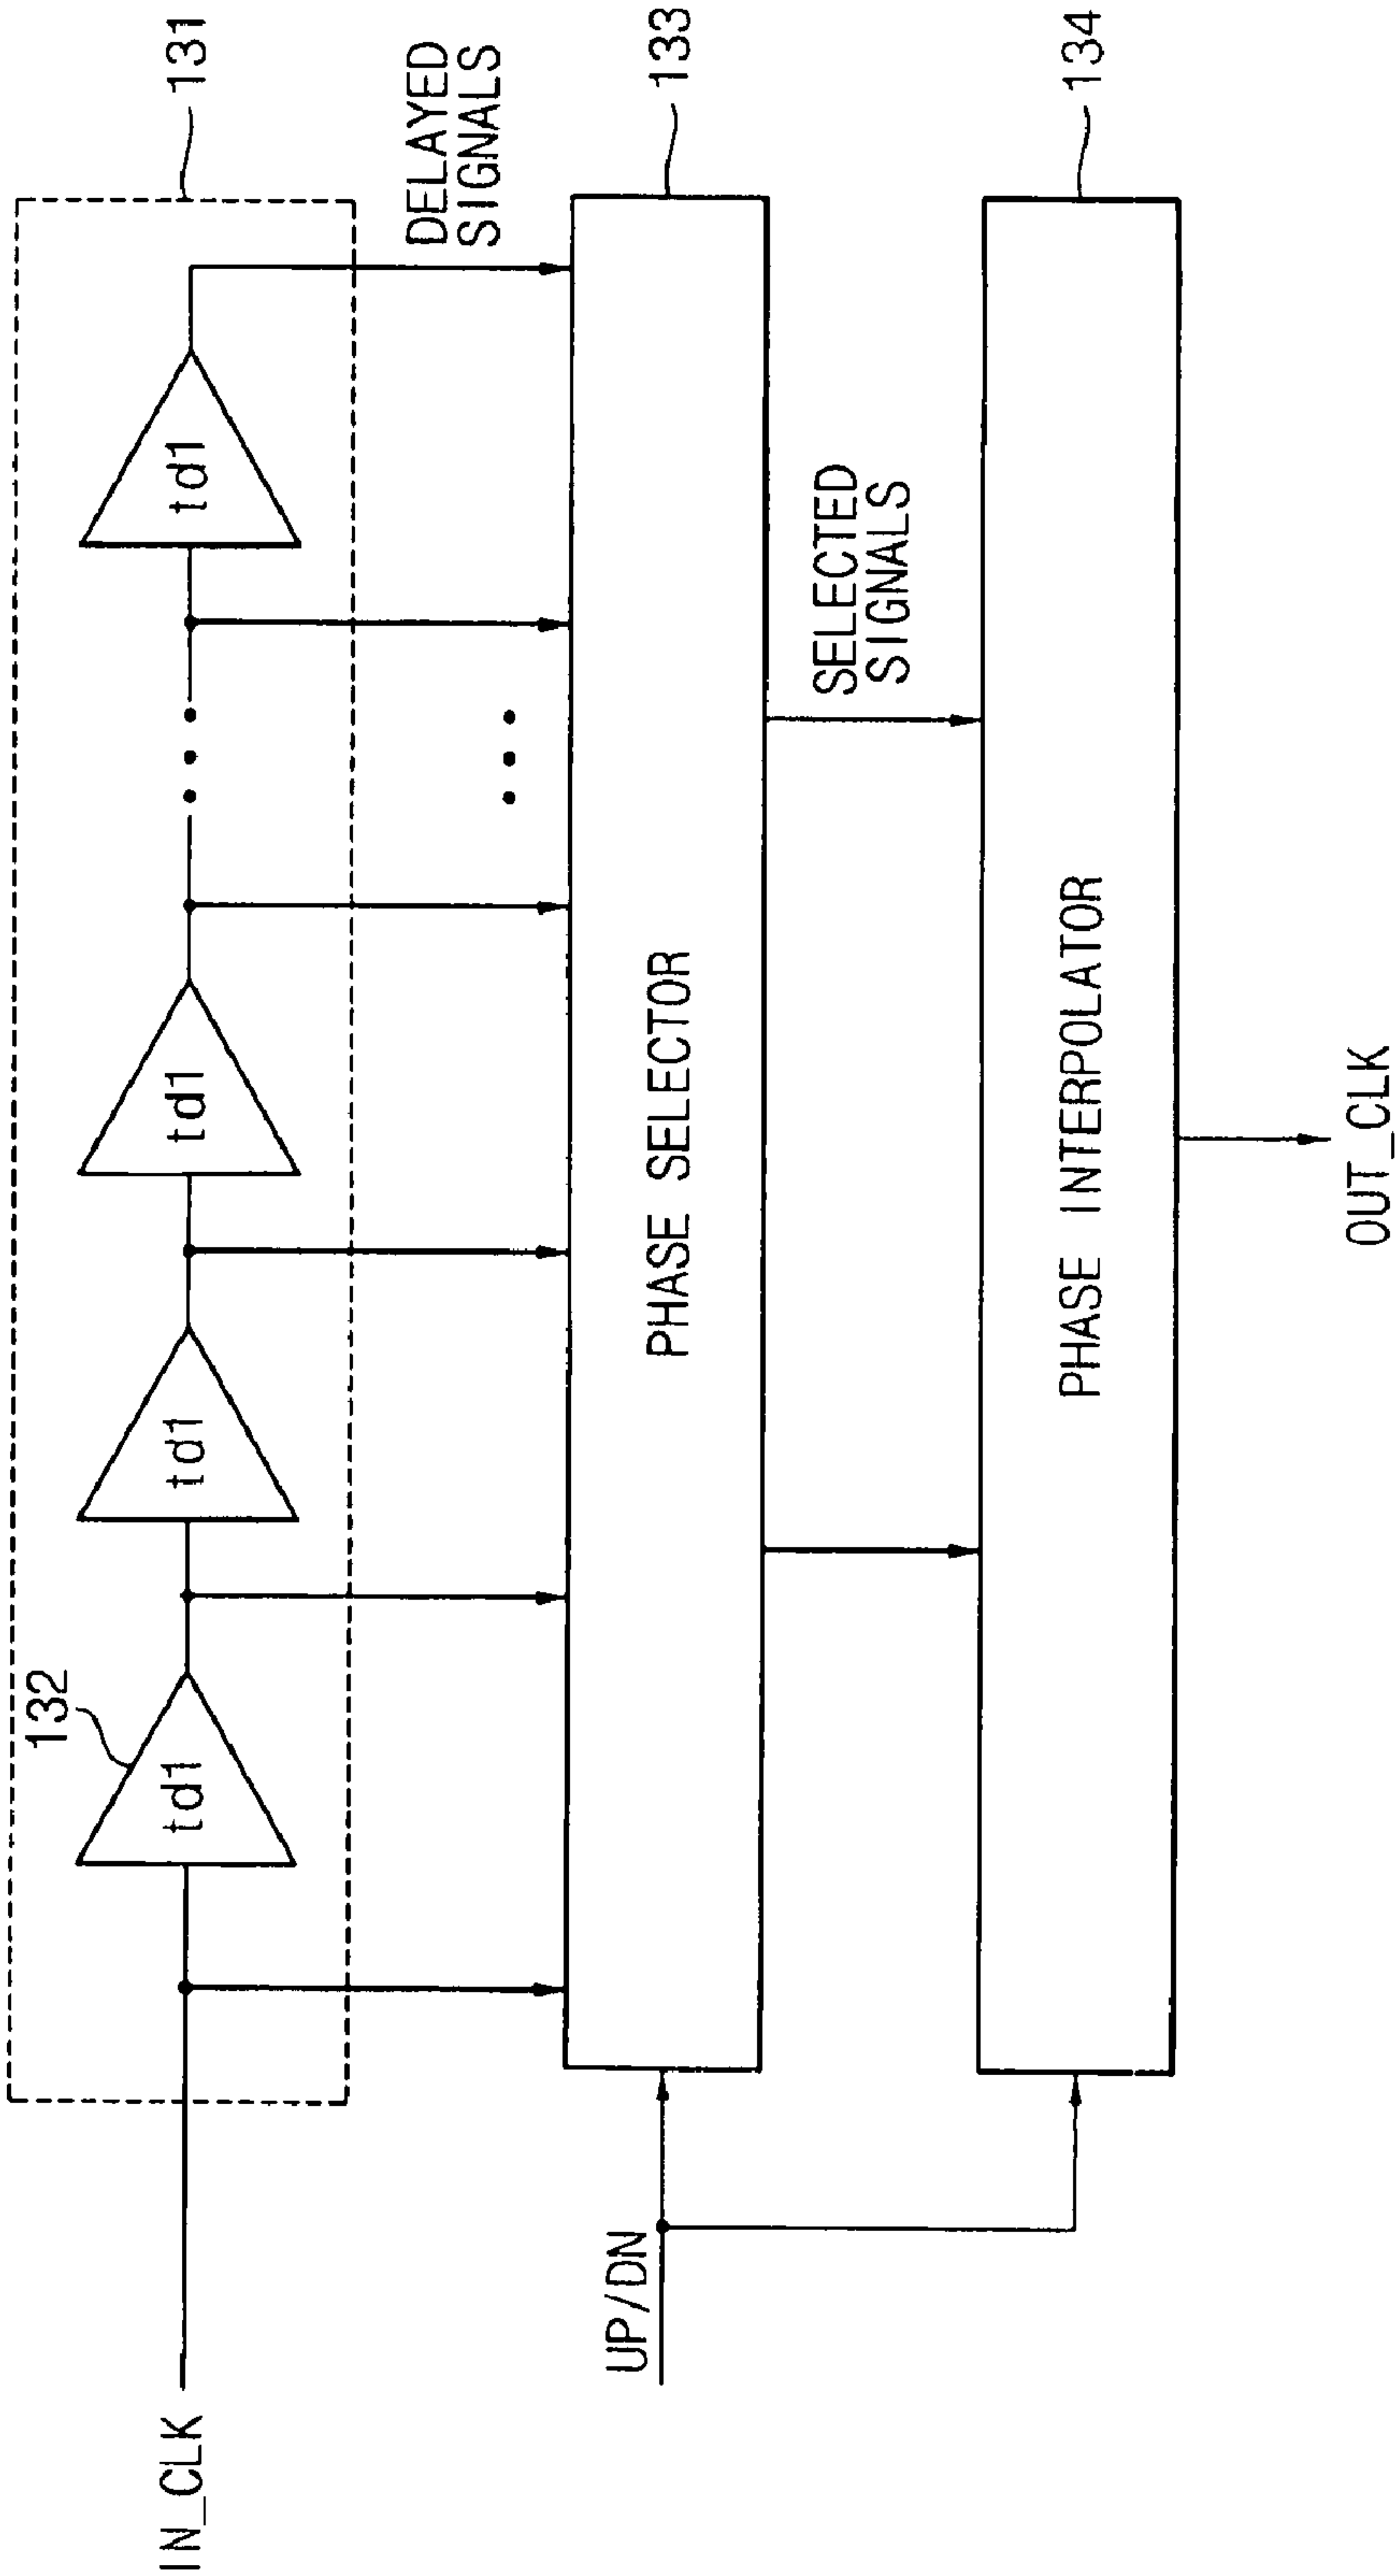 131
132
td1
td1
td1
td1
IN_CLK
DELAYED
SIGNALS
133
PHASE SELECTOR
UP/DN
SELECTED
SIGNALS
134
PHASE INTERPOLATOR
OUT_CLK